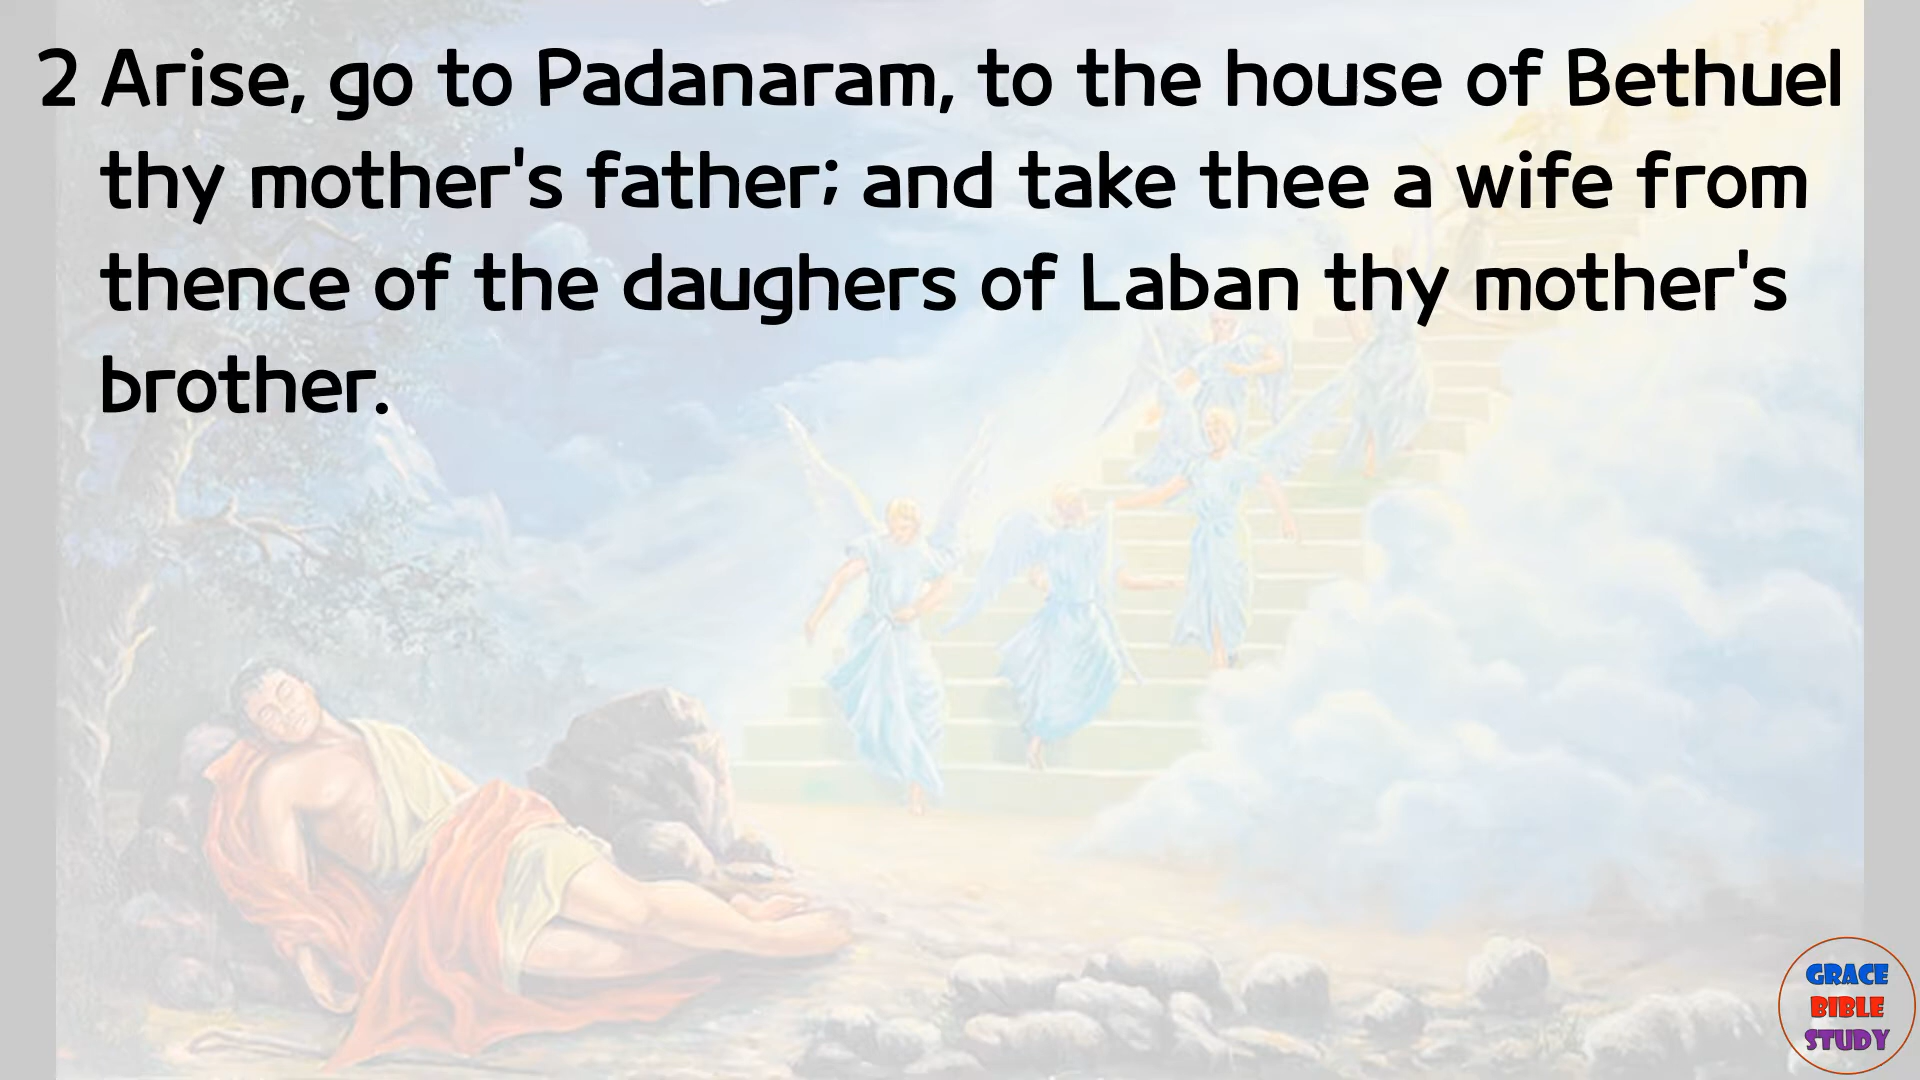 2 Arise, go to Padanaram, to the house of Bethuel
thy mother's father; and take thee a wife from
thence of the daughers of Laban thy mother's
brother.
GRACE
BIBLE
STUDY